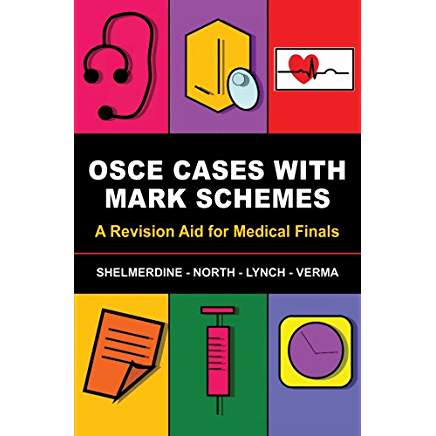 OSCE CASES WITH
MARK SCHEMES
A Revision Aid for Medical Finals
SHELMERDINE - NORTH - LYNCH - VERMA